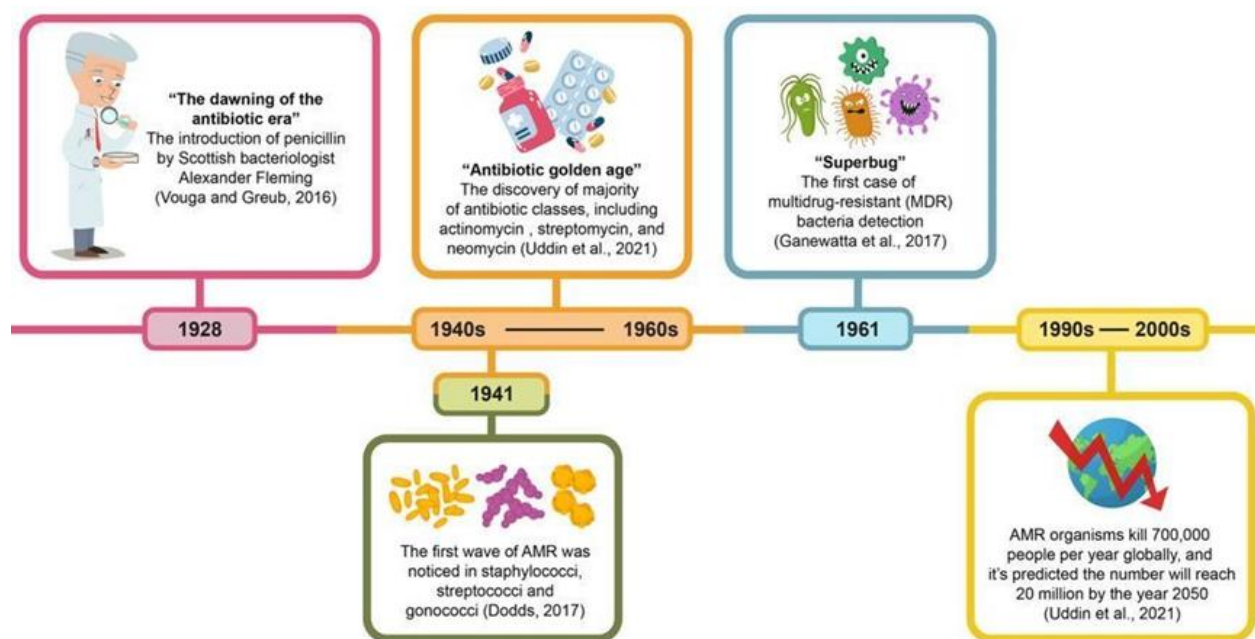 “The dawning of the
antibiotic era”
The introduction of penicillin
by Scottish bacteriologist
Alexander Fleming
(Vouga and Greub, 2016)
1928
“Antibiotic golden age”
The discovery of majority
of antibiotic classes, including
actinomycin , streptomycin, and
neomycin (Uddin et al., 2021)
1940s 1960s
1941
The first wave of AMR was
noticed in staphylococci,
streptococci and
gonococci (Dodds, 2017)
“Superbug”
The first case of
multidrug-resistant (MDR)
bacteria detection
(Ganewatta et al., 2017)
1961
1990s — 2000s
AMR organisms kill 700,000
people per year globally, and
it’s predicted the number will reach
20 million by the year 2050
(Uddin et al., 2021)